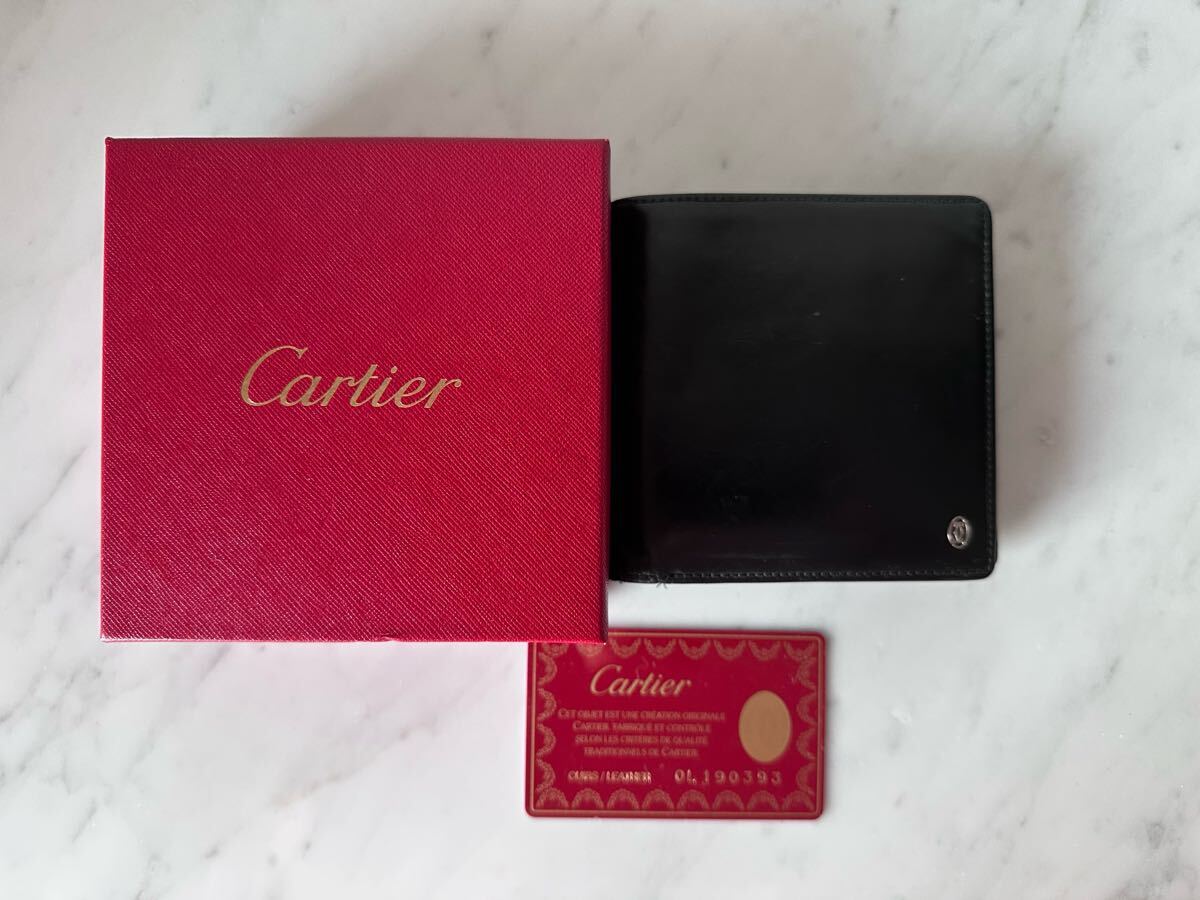 Cartier
Cartier
CET OBJET EST UNE CRÉATION ORIGINALE
CARTIER, FABRIQUÉ ET CONTRÔLÉ
SELON LES CRITÈRES DE QUALITÉ
TRADITIONNELS DE CARTIER.
CUIRS/LEATHER OL 190393